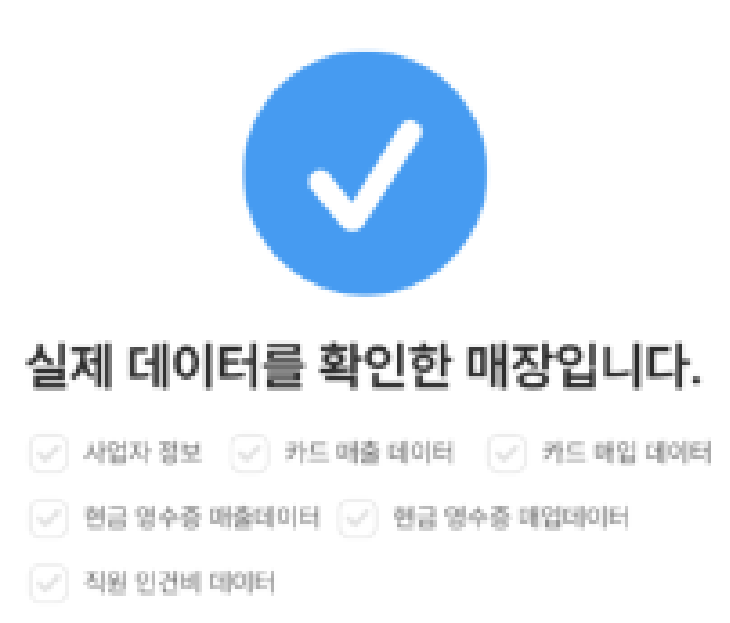 실제 데이터를 확인한 매장입니다.
사업자 정보 카드 매출 데이터 카드 매입 데이터
현금 영수증 매출데이터 현금 영수증 매입데이터
직원 인건비 데이터